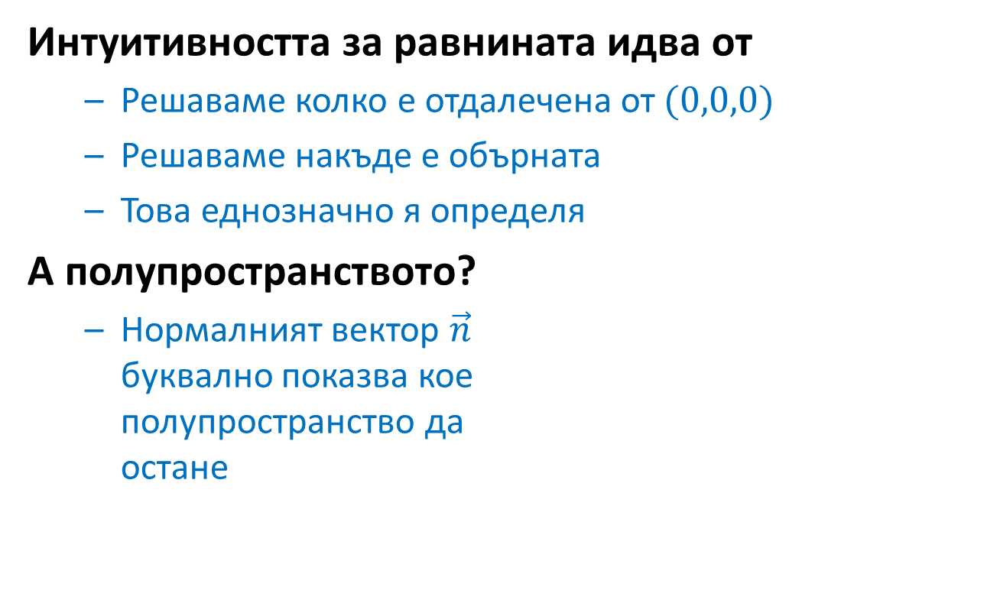 Интуитивността за равнината идва от
– Решаваме колко е отдалечена от (0,0,0)
– Решаваме накъде е обърната
– Това еднозначно я определя
А полупространството?
– Нормалният вектор n⃗
буквално показва кое
полупространство да
остане